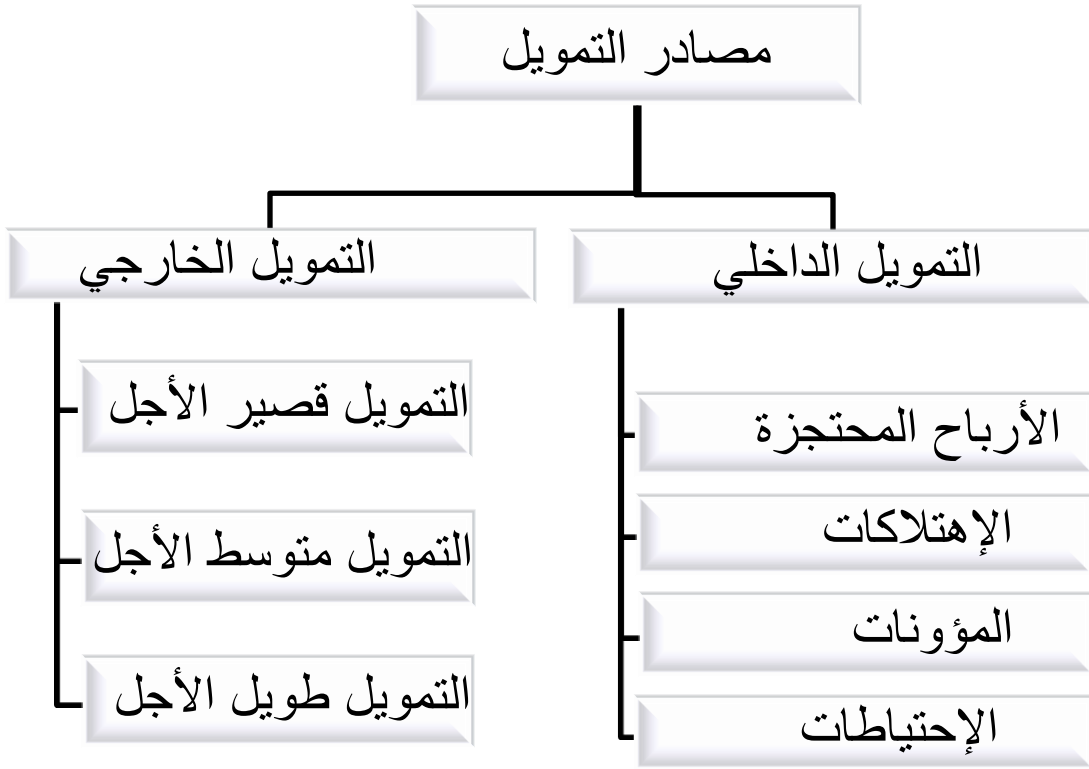 مصادر التمويل
التمويل الداخلي
الأرباح المحتجزة
الإهتلاكات
المؤونات
الإحتياطات
التمويل الخارجي
التمويل قصير الأجل
التمويل متوسط الأجل
التمويل طويل الأجل